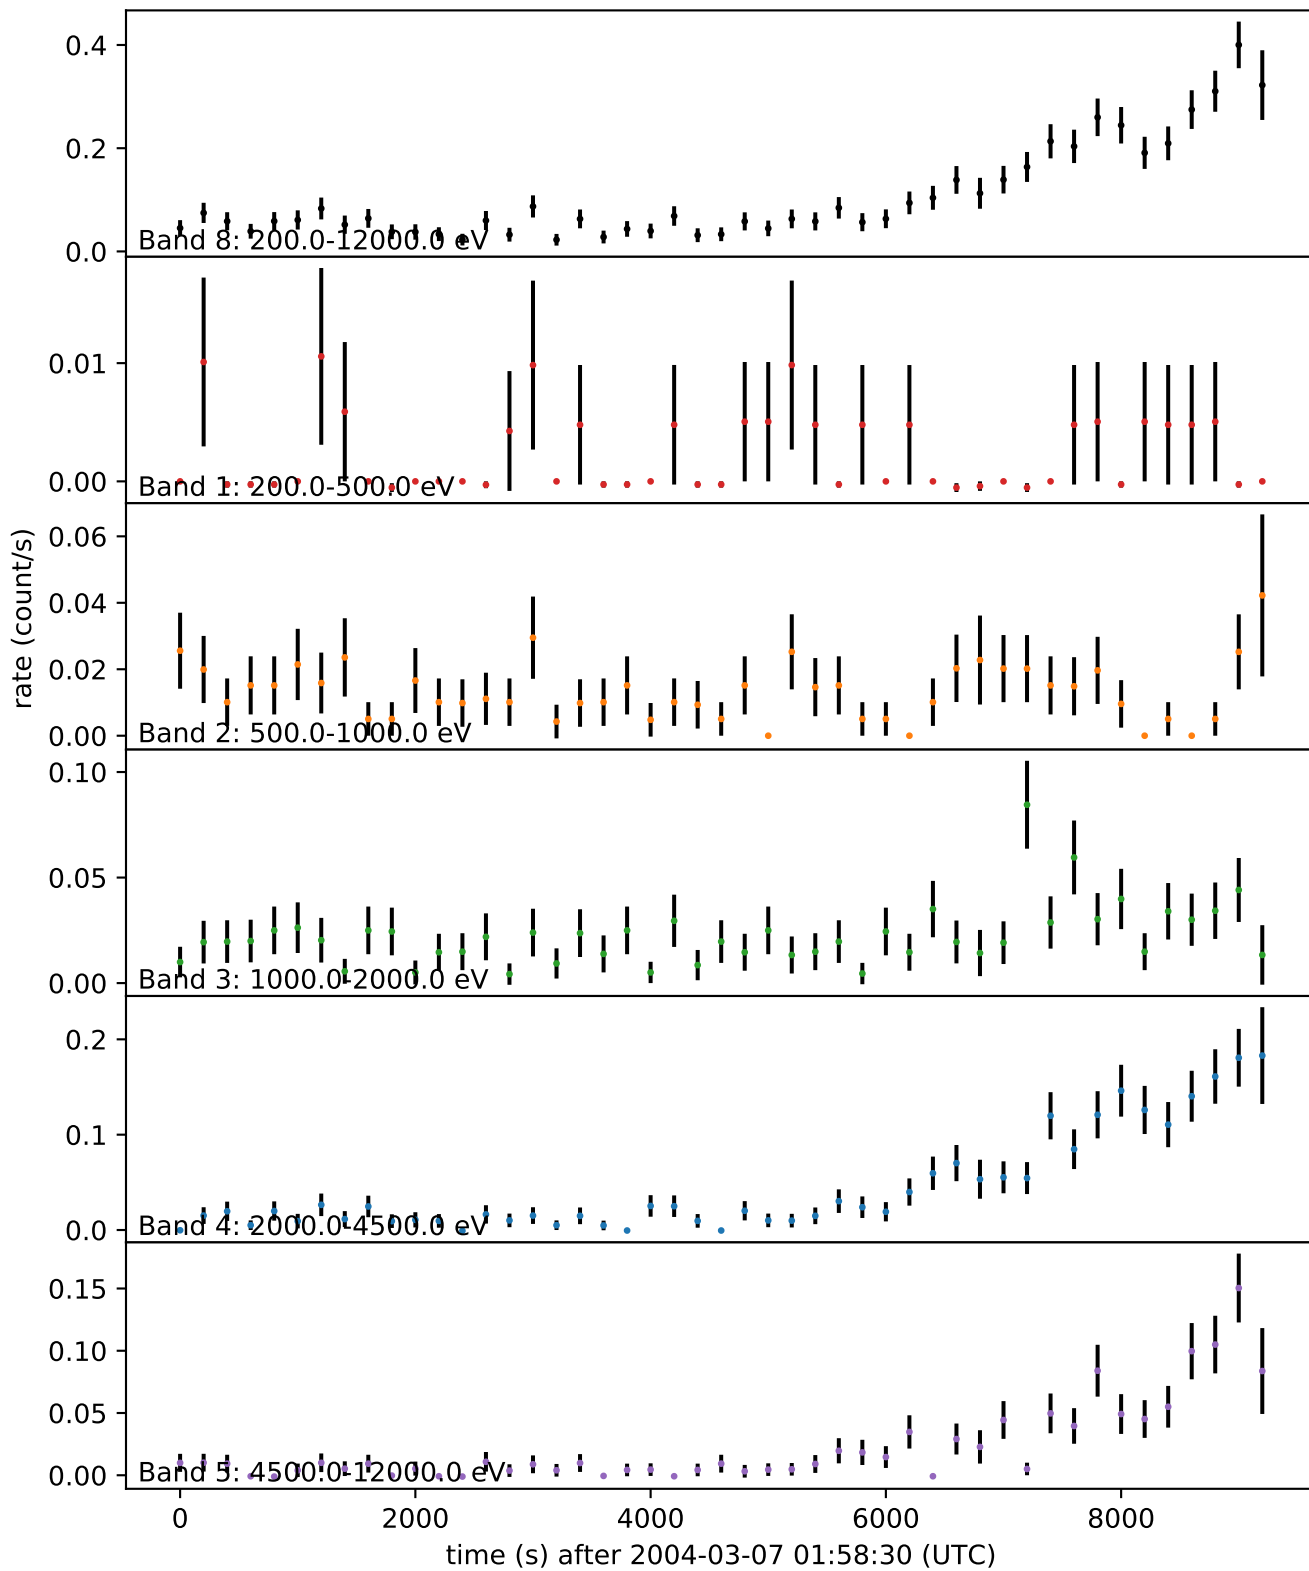 0.4
0.2
0.0
Band 8: 200.0-12000.0 eV
0.01
0.00
Band 1: 200.0-500.0 eV
rate (count/s)
0.06
0.04
0.02
0.00
Band 2: 500.0-1000.0 eV
0.10
0.05
0.00
Band 3: 1000.0-2000.0 eV
0.2
0.1
0.0
Band 4: 2000.0-4500.0 eV
0.15
0.10
0.05
0.00
Band 5: 4500.0-12000.0 eV
0 2000 4000 6000 8000
time (s) after 2004-03-07 01:58:30 (UTC)